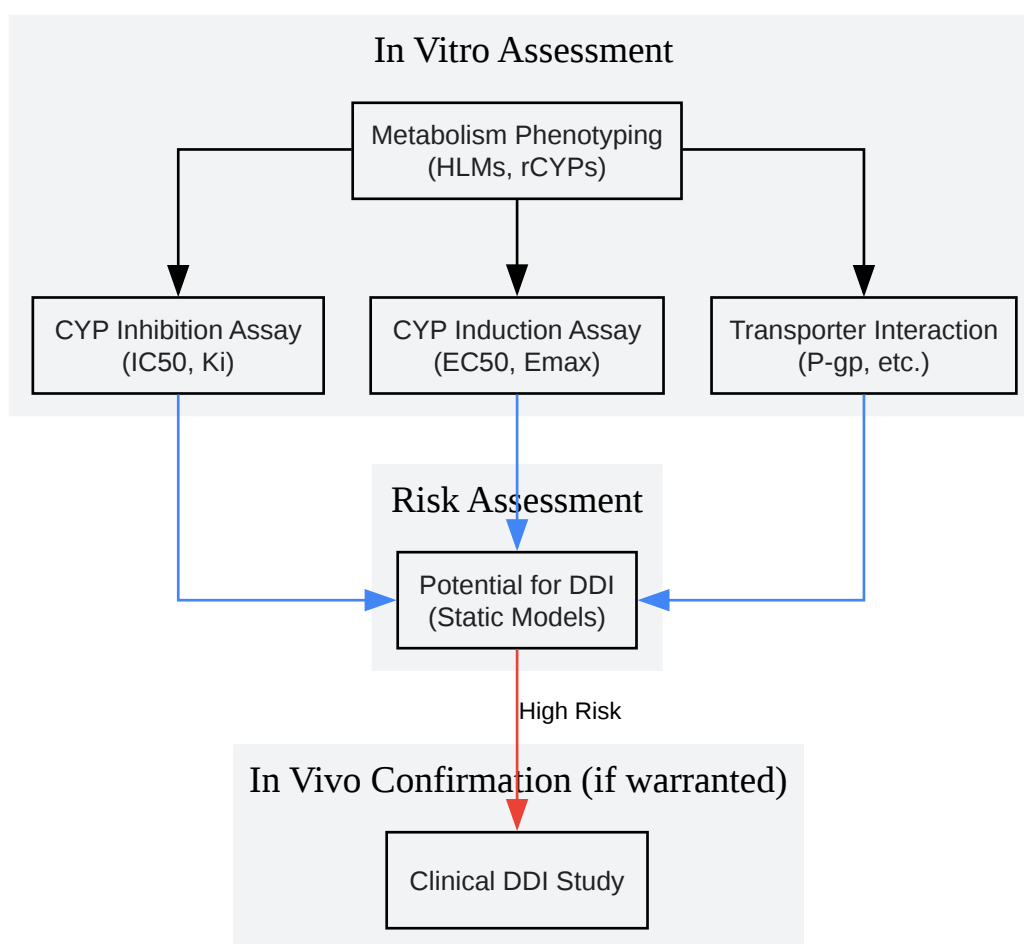 In Vitro Assessment
Metabolism Phenotyping
(HLMs, rCYPs)
CYP Inhibition Assay
(IC50, Ki)
CYP Induction Assay
(EC50, Emax)
Transporter Interaction
(P-gp, etc.)
Risk Assessment
Potential for DDI
(Static Models)
High Risk
In Vivo Confirmation (if warranted)
Clinical DDI Study